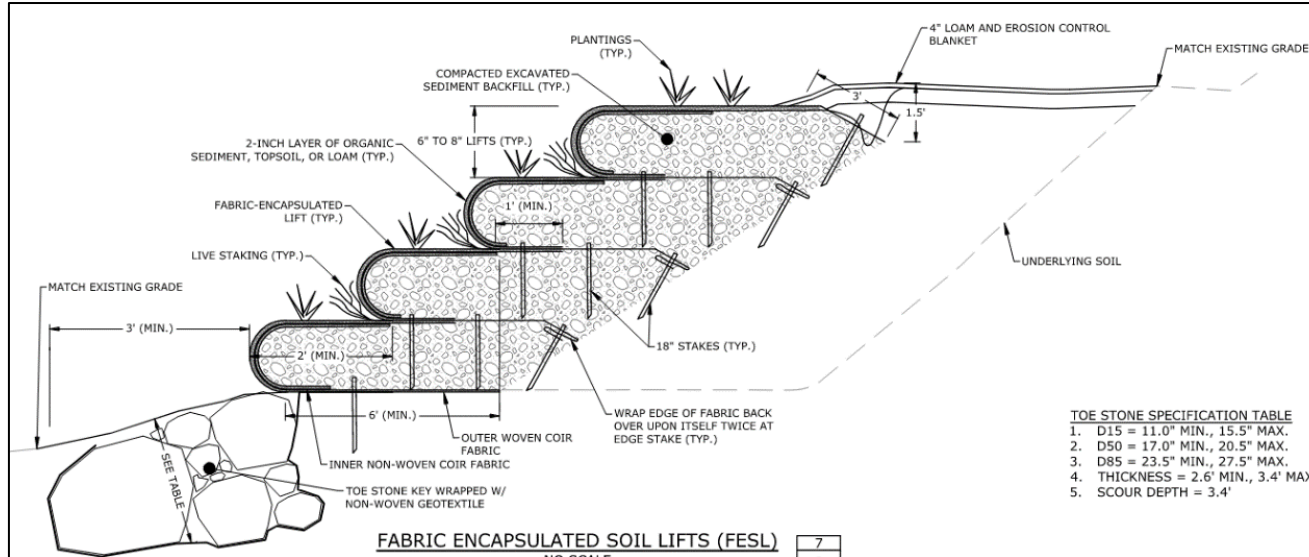 4" LOAM AND EROSION CONTROL
BLANKET
PLANTINGS
(TYP.)
MATCH EXISTING GRADE
COMPACTED EXCAVATED
SEDIMENT BACKFILL (TYP.)
3'
1.5'
6" TO 8" LIFTS (TYP.)
2-INCH LAYER OF ORGANIC
SEDIMENT, TOPSOIL, OR LOAM (TYP.)
FABRIC-ENCAPSULATED
LIFT (TYP.)
1' (MIN.)
LIVE STAKING (TYP.)
UNDERLYING SOIL
MATCH EXISTING GRADE
3' (MIN.)
18" STAKES (TYP.)
2' (MIN.)
6' (MIN.)
WRAP EDGE OF FABRIC BACK
OVER UPON ITSELF TWICE AT
EDGE STAKE (TYP.)
OUTER WOVEN COIR
FABRIC
INNER NON-WOVEN COIR FABRIC
SEE TABLE
TOE STONE KEY WRAPPED W/
NON-WOVEN GEOTEXTILE
TOE STONE SPECIFICATION TABLE
1. D15 = 11.0" MIN., 15.5" MAX.
2. D50 = 17.0" MIN., 20.5" MAX.
3. D85 = 23.5" MIN., 27.5" MAX.
4. THICKNESS = 2.6' MIN., 3.4' MAX
5. SCOUR DEPTH = 3.4'
FABRIC ENCAPSULATED SOIL LIFTS (FESL)
7
NO SCALE